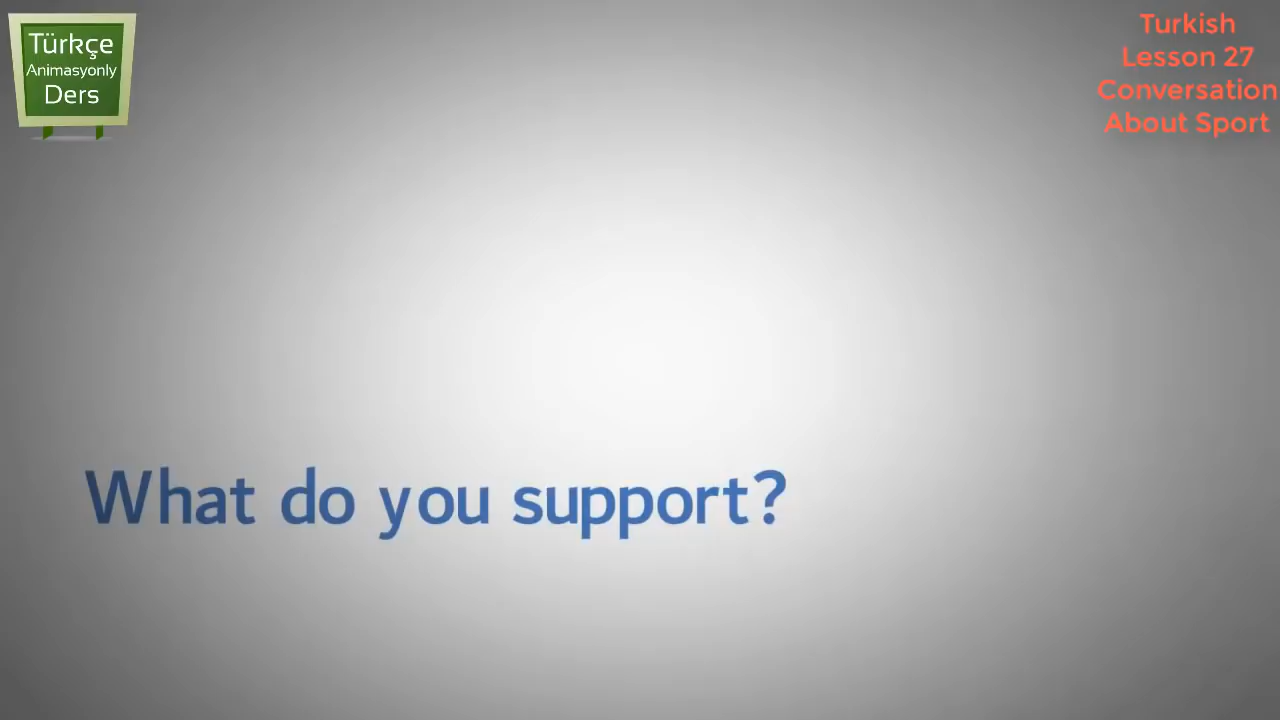 Türkçe
Animasyonly
Ders
Turkish
Lesson 27
Conversation
About Sport
What do you support?